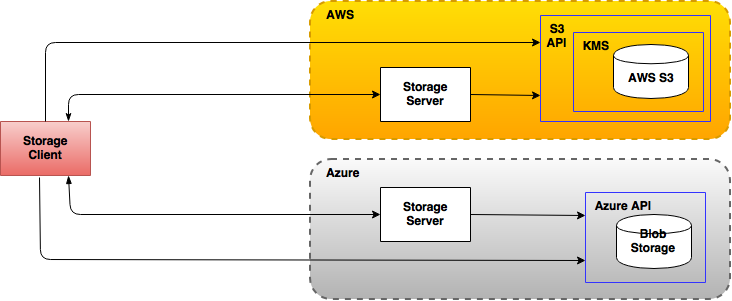 AWS
S3
API
KMS
AWS S3
Storage
Server
Storage
Client
Azure
Storage
Server
Azure API
Blob
Storage